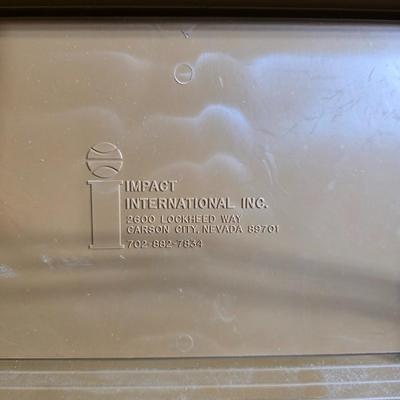 IMPACT
INTERNATIONAL INC.
2600 LOCKHEED WAY
CARSON CITY, NEVADA 89701
702-882-7834